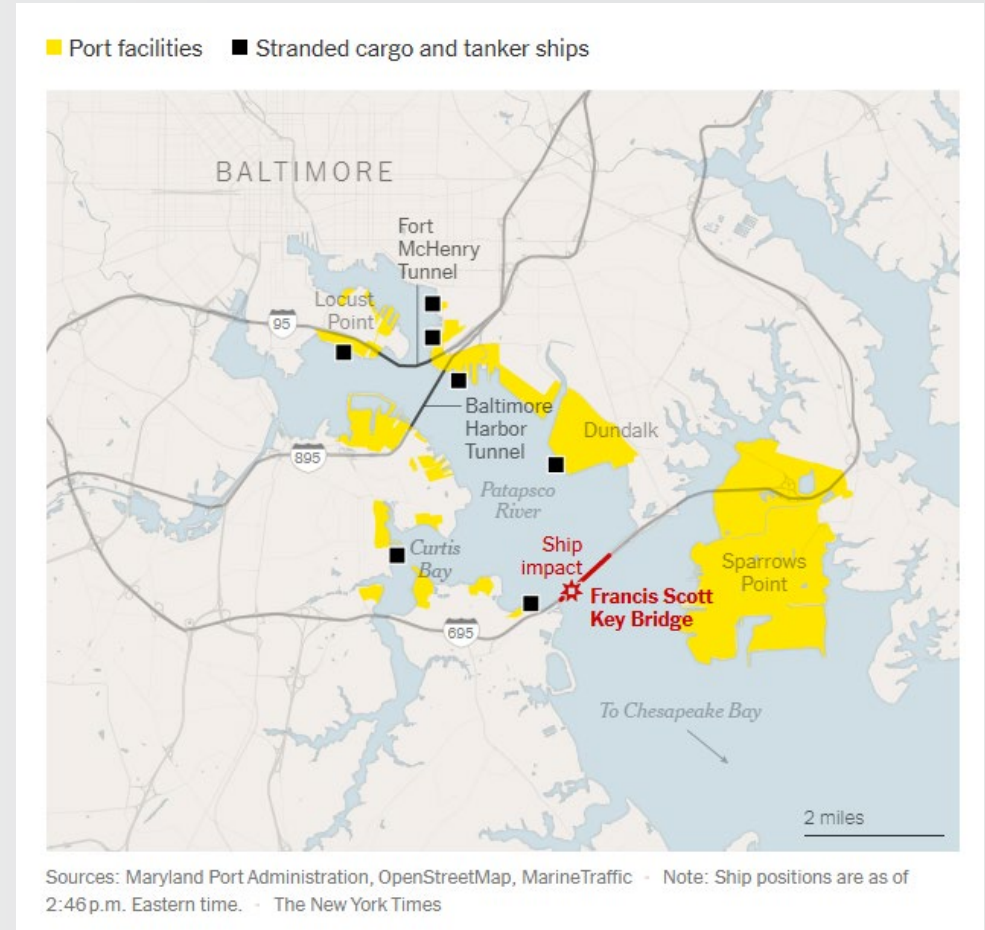 Port facilities Stranded cargo and tanker ships
BALTIMORE
Fort
McHenry
Tunnel
Locust
Point
95
Baltimore
Harbor
Tunnel
Dundalk
895
Patapsco
River
Ship
impact
Curtis
Bay
Sparrows
Point
Francis Scott
Key Bridge
695
To Chesapeake Bay
2 miles
Sources: Maryland Port Administration, OpenStreetMap, MarineTraffic · Note: Ship positions are as of
2:46 p.m. Eastern time. · The New York Times